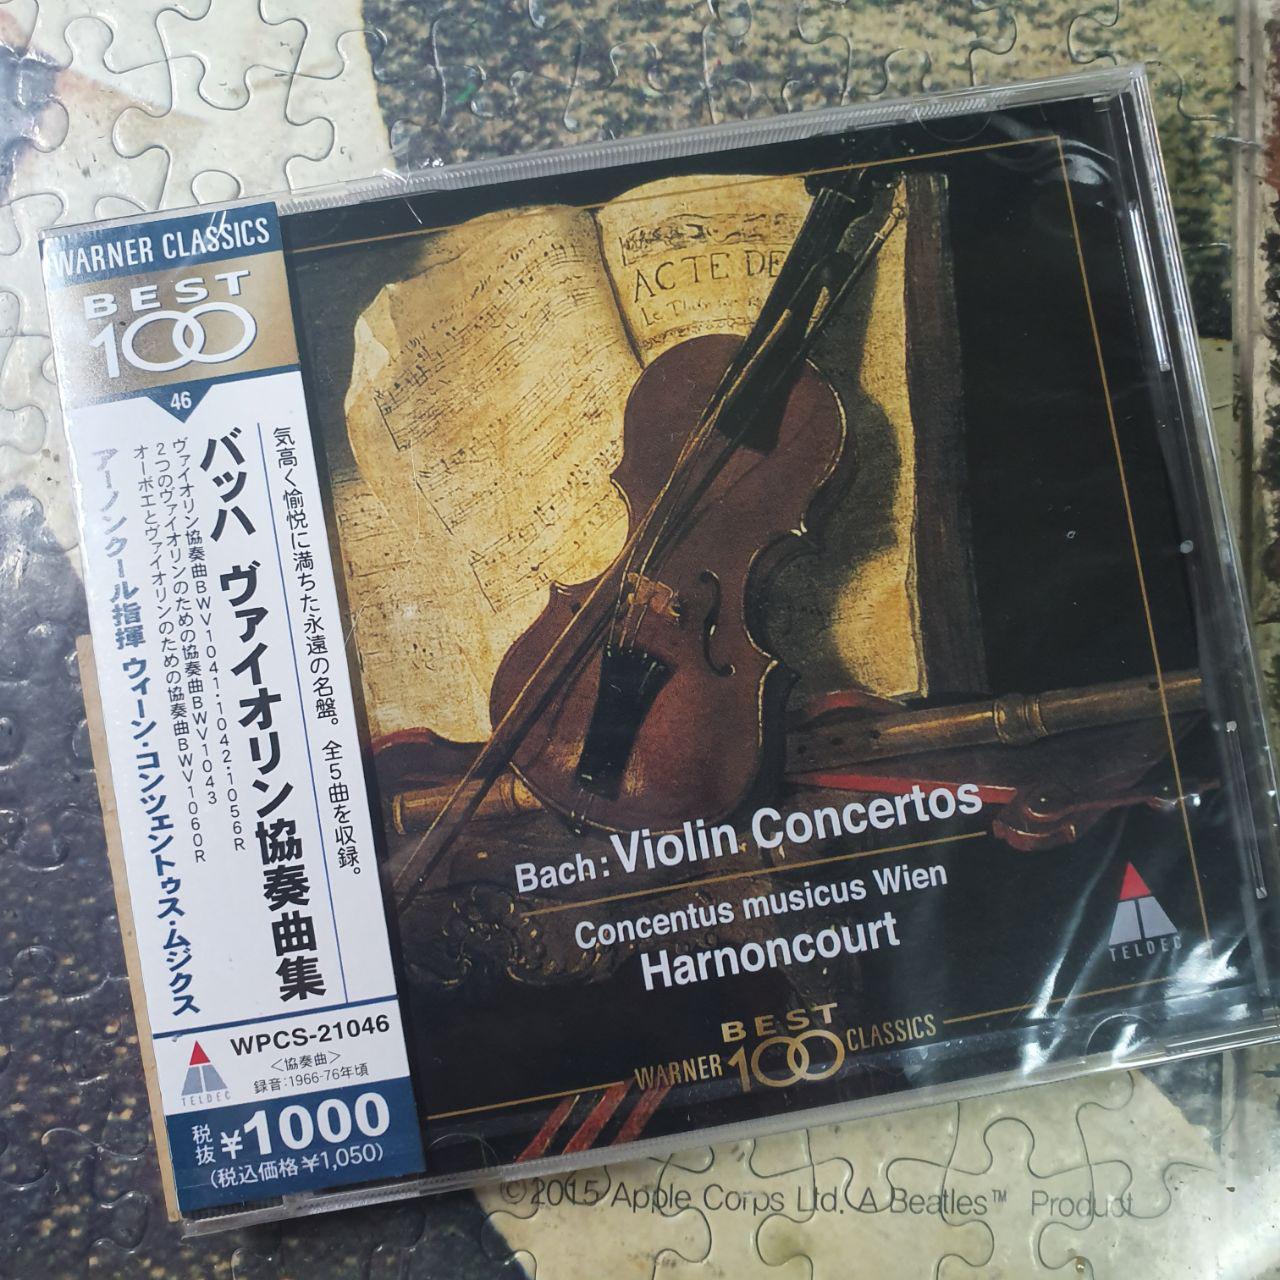 WARNER CLASSICS
BEST
100
46
気高く愉悦に満ちた永遠の名盤。全5曲を収録。
バッハ ヴァイオリン協奏曲集
ヴァイオリン協奏曲BWV1041・1042・1056R
2つのヴァイオリンのための協奏曲BWV1043
オーボエとヴァイオリンのための協奏曲BWV1060R
アーノンクール指揮 ウィーン・コンツェントゥス・ムジクス
TELDEC
WPCS-21046
<協奏曲>
録音:1966-76年頃
税抜 ¥1000
(税込価格¥1,050)
ACTE DE
Bach: Violin Concertos
Concentus musicus Wien
Harnoncourt
TELDEC
WARNER BEST 100 CLASSICS
©2015 Apple Corps Ltd. A Beatles™ Product